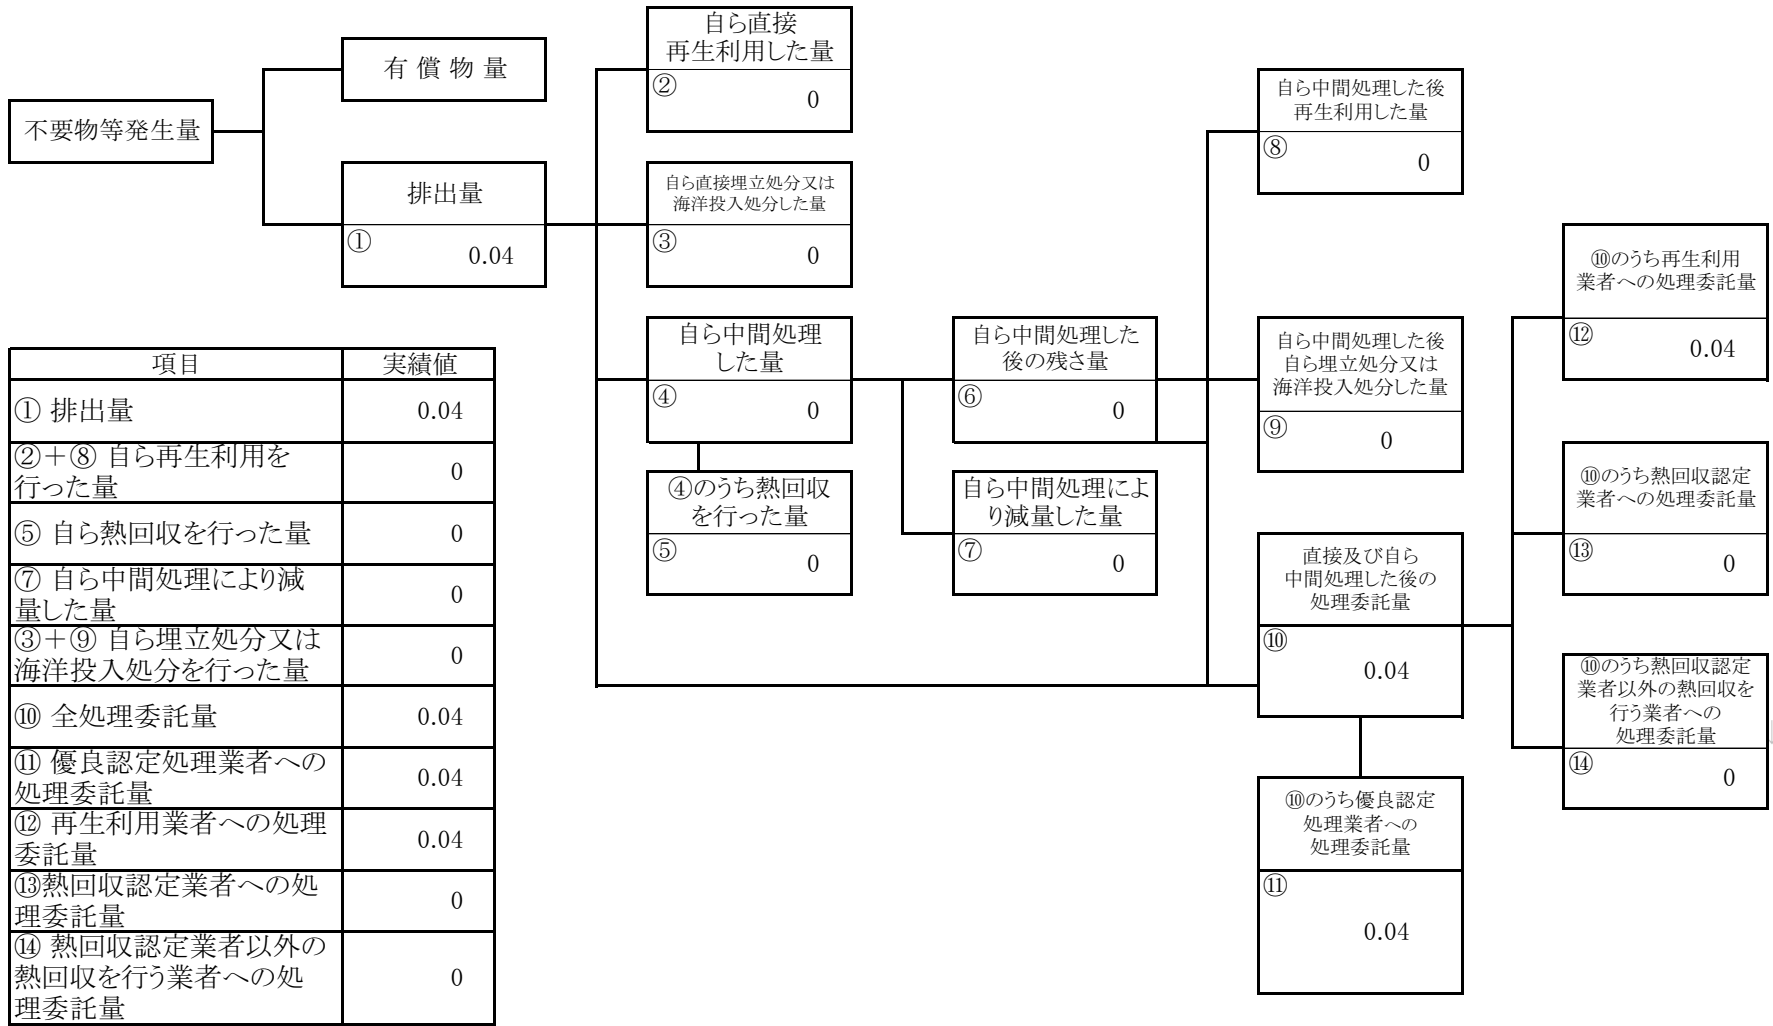 不要物等発生量
有 償 物 量
排出量
①
0.04
自ら直接
再生利用した量
②
0
自ら直接埋立処分又は
海洋投入処分した量
③
0
自ら中間処理
した量
④
0
④のうち熱回収
を行った量
⑤
0
自ら中間処理した
後の残さ量
⑥
0
自ら中間処理によ
り減量した量
⑦
0
自ら中間処理した後
再生利用した量
⑧
0
自ら中間処理した後
自ら埋立処分又は
海洋投入処分した量
⑨
0
直接及び自ら
中間処理した後の
処理委託量
⑩
0.04
⑩のうち優良認定
処理業者への
処理委託量
⑪
0.04
⑩のうち再生利用
業者への処理委託量
⑫
0.04
⑩のうち熱回収認定
業者への処理委託量
⑬
0
⑩のうち熱回収認定
業者以外の熱回収を
行う業者への
処理委託量
⑭
0
項目 実績値
① 排出量 0.04
②＋⑧ 自ら再生利用を
行った量
0
⑤ 自ら熱回収を行った量 0
⑦ 自ら中間処理により減
量した量
0
③＋⑨ 自ら埋立処分又は
海洋投入処分を行った量
0
⑩ 全処理委託量 0.04
⑪ 優良認定処理業者への
処理委託量
0.04
⑫ 再生利用業者への処理
委託量
0.04
⑬熱回収認定業者への処
理委託量
0
⑭ 熱回収認定業者以外の
熱回収を行う業者への処
理委託量
0